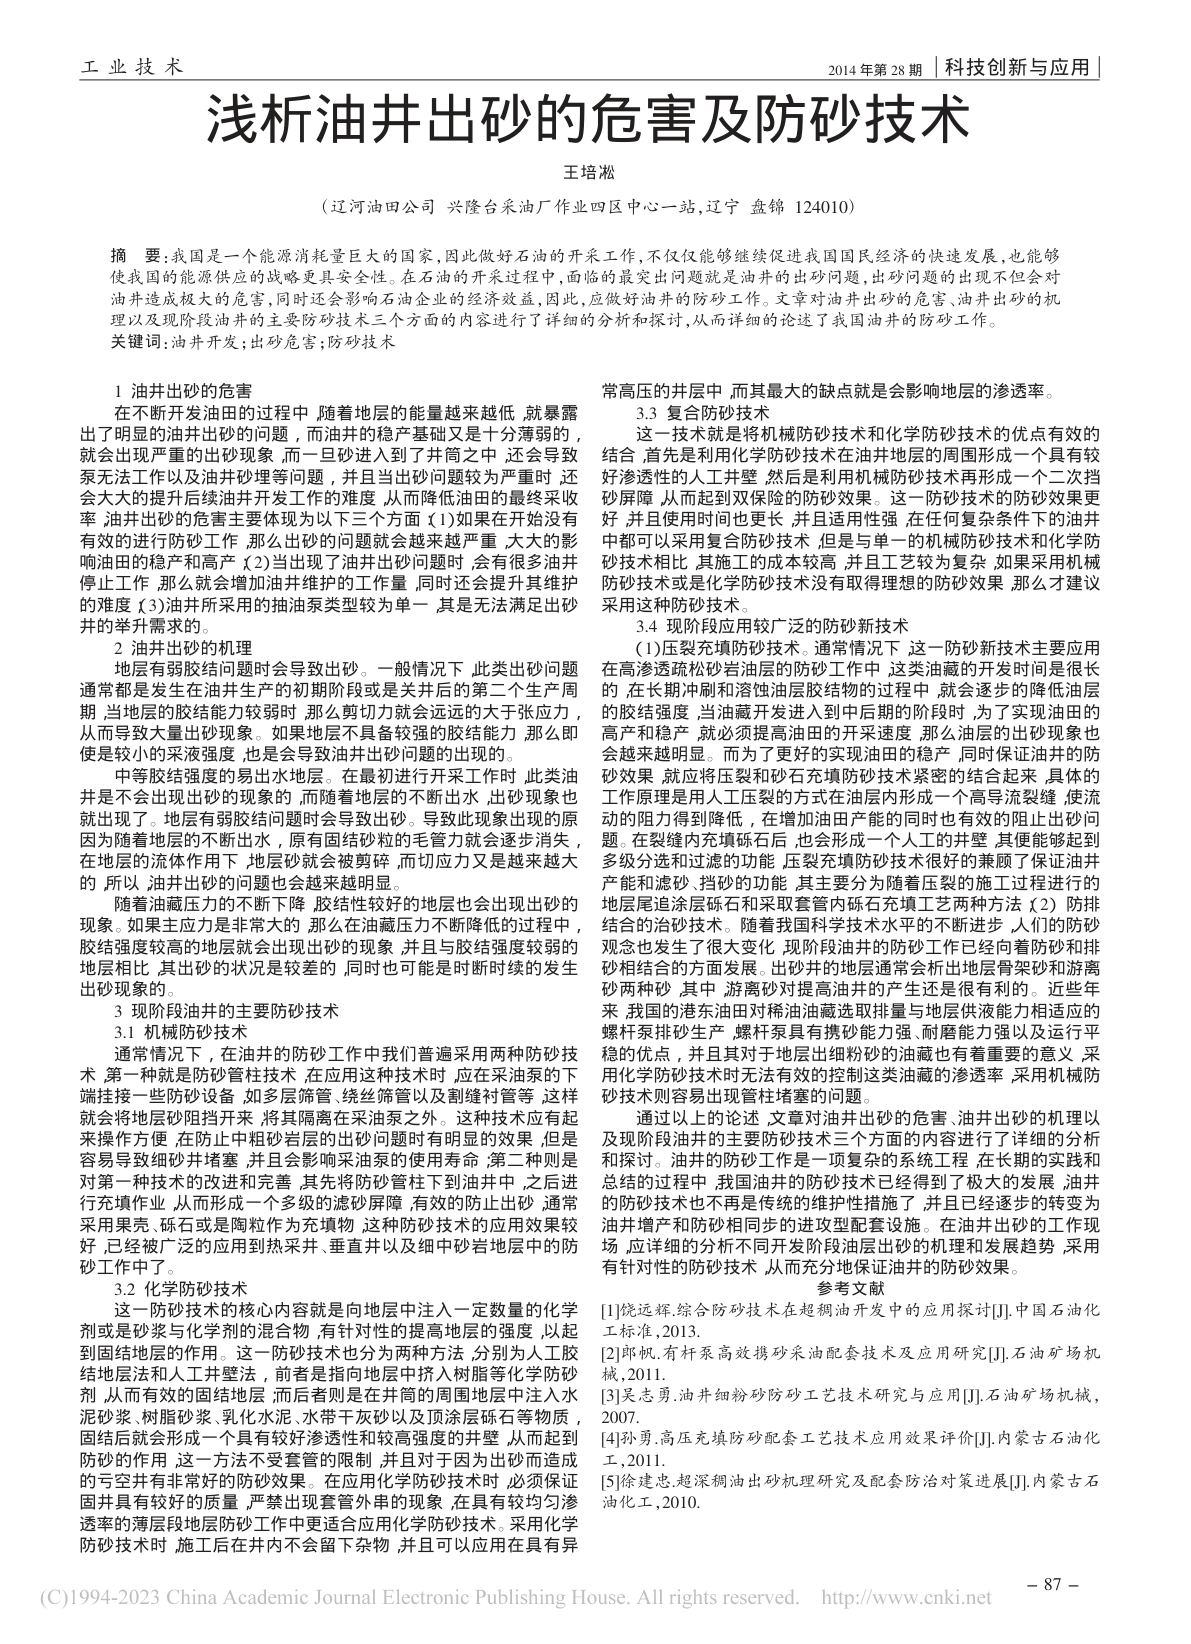 工业技术
2014年第28期 科技创新与应用
浅析油井出砂的危害及防砂技术
王培凇
(辽河油田公司 兴隆台采油厂作业四区中心一站,辽宁 盘锦 124010)
摘 要:我国是一个能源消耗量巨大的国家,因此做好石油的开采工作,不仅仅能够继续促进我国国民经济的快速发展,也能够
使我国的能源供应的战略更具安全性。在石油的开采过程中,面临的最突出问题就是油井的出砂问题,出砂问题的出现不但会对
油井造成极大的危害,同时还会影响石油企业的经济效益,因此,应做好油井的防砂工作。文章对油井出砂的危害、油井出砂的机
理以及现阶段油井的主要防砂技术三个方面的内容进行了详细的分析和探讨,从而详细的论述了我国油井的防砂工作。
关键词:油井开发;出砂危害;防砂技术
1 油井出砂的危害
在不断开发油田的过程中,随着地层的能量越来越低,就暴露
出了明显的油井出砂的问题,而油井的稳产基础又是十分薄弱的,
就会出现严重的出砂现象,而一旦砂进入到了井筒之中,还会导致
泵无法工作以及油井砂埋等问题,并且当出砂问题较为严重时,还
会大大的提升后续油井开发工作的难度,从而降低油田的最终采收
率,油井出砂的危害主要体现为以下三个方面:(1)如果在开始没有
有效的进行防砂工作,那么出砂的问题就会越来越严重,大大的影
响油田的稳产和高产;(2)当出现了油井出砂问题时,会有很多油井
停止工作,那么就会增加油井维护的工作量,同时还会提升其维护
的难度;(3)油井所采用的抽油泵类型较为单一,其是无法满足出砂
井的举升需求的。
2 油井出砂的机理
地层有弱胶结问题时会导致出砂。一般情况下,此类出砂问题
通常都是发生在油井生产的初期阶段或是关井后的第二个生产周
期,当地层的胶结能力较弱时,那么剪切力就会远远的大于张应力,
从而导致大量出砂现象。如果地层不具备较强的胶结能力,那么即
使是较小的采液强度,也是会导致油井出砂问题的出现的。
中等胶结强度的易出水地层。在最初进行开采工作时,此类油
井是不会出现出砂的现象的,而随着地层的不断出水,出砂现象也
就出现了。地层有弱胶结问题时会导致出砂。导致此现象出现的原
因为随着地层的不断出水,原有固结砂粒的毛管力就会逐步消失,
在地层的流体作用下,地层砂就会被剪碎,而切应力又是越来越大
的,所以,油井出砂的问题也会越来越明显。
随着油藏压力的不断下降,胶结性较好的地层也会出现出砂的
现象。如果主应力是非常大的,那么在油藏压力不断降低的过程中,
胶结强度较高的地层就会出现出砂的现象,并且与胶结强度较弱的
地层相比,其出砂的状况是较差的,同时也可能是时断时续的发生
出砂现象的。
3 现阶段油井的主要防砂技术
3.1 机械防砂技术
通常情况下,在油井的防砂工作中我们普遍采用两种防砂技
术,第一种就是防砂管柱技术,在应用这种技术时,应在采油泵的下
端挂接一些防砂设备,如多层筛管、绕丝筛管以及割缝衬管等,这样
就会将地层砂阻挡开来,将其隔离在采油泵之外。这种技术应有起
来操作方便,在防止中粗砂岩层的出砂问题时有明显的效果,但是
容易导致细砂井堵塞,并且会影响采油泵的使用寿命;第二种则是
对第一种技术的改进和完善,其先将防砂管柱下到油井中,之后进
行充填作业,从而形成一个多级的滤砂屏障,有效的防止出砂,通常
采用果壳、砾石或是陶粒作为充填物,这种防砂技术的应用效果较
好,已经被广泛的应用到热采井、垂直井以及细中砂岩地层中的防
砂工作中了。
3.2 化学防砂技术
这一防砂技术的核心内容就是向地层中注入一定数量的化学
剂或是砂浆与化学剂的混合物,有针对性的提高地层的强度,以起
到固结地层的作用。这一防砂技术也分为两种方法,分别为人工胶
结地层法和人工井壁法,前者是指向地层中挤入树脂等化学防砂
剂,从而有效的固结地层;而后者则是在井筒的周围地层中注入水
泥砂浆、树脂砂浆、乳化水泥、水带干灰砂以及顶涂层砾石等物质,
固结后就会形成一个具有较好渗透性和较高强度的井壁,从而起到
防砂的作用,这一方法不受套管的限制,并且对于因为出砂而造成
的亏空井有非常好的防砂效果。在应用化学防砂技术时,必须保证
固井具有较好的质量,严禁出现套管外串的现象,在具有较均匀渗
透率的薄层段地层防砂工作中更适合应用化学防砂技术。采用化学
防砂技术时,施工后在井内不会留下杂物,并且可以应用在具有异
常高压的井层中,而其最大的缺点就是会影响地层的渗透率。
3.3 复合防砂技术
这一技术就是将机械防砂技术和化学防砂技术的优点有效的
结合,首先是利用化学防砂技术在油井地层的周围形成一个具有较
好渗透性的人工井壁,然后是利用机械防砂技术再形成一个二次挡
砂屏障,从而起到双保险的防砂效果。这一防砂技术的防砂效果更
好,并且使用时间也更长,并且适用性强,在任何复杂条件下的油井
中都可以采用复合防砂技术,但是与单一的机械防砂技术和化学防
砂技术相比,其施工的成本较高,并且工艺较为复杂,如果采用机械
防砂技术或是化学防砂技术没有取得理想的防砂效果,那么才建议
采用这种防砂技术。
3.4 现阶段应用较广泛的防砂新技术
(1)压裂充填防砂技术。通常情况下,这一防砂新技术主要应用
在高渗透疏松砂岩油层的防砂工作中,这类油藏的开发时间是很长
的,在长期冲刷和溶蚀油层胶结物的过程中,就会逐步的降低油层
的胶结强度,当油藏开发进入到中后期的阶段时,为了实现油田的
高产和稳产,就必须提高油田的开采速度,那么油层的出砂现象也
会越来越明显。而为了更好的实现油田的稳产,同时保证油井的防
砂效果,就应将压裂和砂石充填防砂技术紧密的结合起来,具体的
工作原理是用人工压裂的方式在油层内形成一个高导流裂缝,使流
动的阻力得到降低,在增加油田产能的同时也有效的阻止出砂问
题。在裂缝内充填砾石后,也会形成一个人工的井壁,其便能够起到
多级分选和过滤的功能,压裂充填防砂技术很好的兼顾了保证油井
产能和滤砂、挡砂的功能,其主要分为随着压裂的施工过程进行的
地层尾追涂层砾石和采取套管内砾石充填工艺两种方法;(2) 防排
结合的治砂技术。随着我国科学技术水平的不断进步,人们的防砂
观念也发生了很大变化,现阶段油井的防砂工作已经向着防砂和排
砂相结合的方面发展。出砂井的地层通常会析出地层骨架砂和游离
砂两种砂,其中,游离砂对提高油井的产生还是很有利的。近些年
来,我国的港东油田对稀油油藏选取排量与地层供液能力相适应的
螺杆泵排砂生产,螺杆泵具有携砂能力强、耐磨能力强以及运行平
稳的优点,并且其对于地层出细粉砂的油藏也有着重要的意义,采
用化学防砂技术时无法有效的控制这类油藏的渗透率,采用机械防
砂技术则容易出现管柱堵塞的问题。
通过以上的论述,文章对油井出砂的危害、油井出砂的机理以
及现阶段油井的主要防砂技术三个方面的内容进行了详细的分析
和探讨。油井的防砂工作是一项复杂的系统工程,在长期的实践和
总结的过程中,我国油井的防砂技术已经得到了极大的发展,油井
的防砂技术也不再是传统的维护性措施了,并且已经逐步的转变为
油井增产和防砂相同步的进攻型配套设施。在油井出砂的工作现
场,应详细的分析不同开发阶段油层出砂的机理和发展趋势,采用
有针对性的防砂技术,从而充分地保证油井的防砂效果。
参考文献
[1]饶远辉.综合防砂技术在超稠油开发中的应用探讨[J].中国石油化
工标准,2013.
[2]郎帆.有杆泵高效携砂采油配套技术及应用研究[J].石油矿场机
械,2011.
[3]吴志勇.油井细粉砂防砂工艺技术研究与应用[J].石油矿场机械,
2007.
[4]孙勇.高压充填防砂配套工艺技术应用效果评价[J].内蒙古石油化
工,2011.
[5]徐建忠.超深稠油出砂机理研究及配套防治对策进展[J].内蒙古石
油化工,2010.
- 87 -
(C)1994-2023 China Academic Journal Electronic Publishing House. All rights reserved. http://www.cnki.net